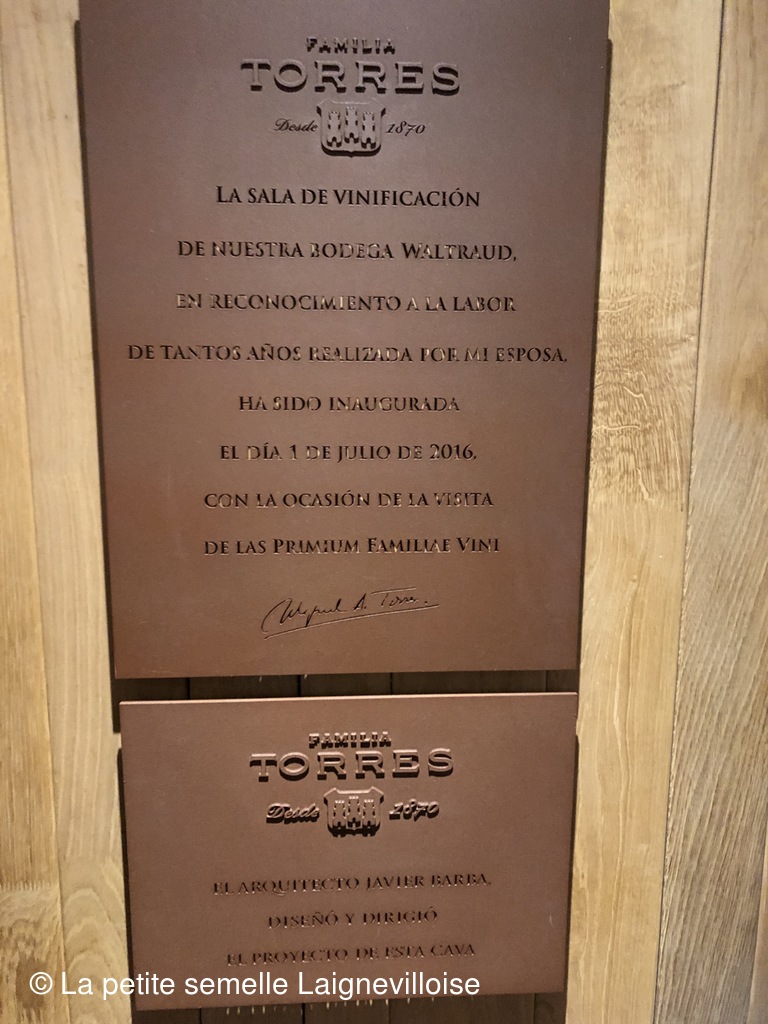 FAMILIA
TORRES
Desde 1870
LA SALA DE VINIFICACIÓN
DE NUESTRA BODEGA WALTRAUD,
EN RECONOCIMIENTO A LA LABOR
DE TANTOS AÑOS REALIZADA POR MI ESPOSA,
HA SIDO INAUGURADA
EL DÍA 1 DE JULIO DE 2016,
CON LA OCASIÓN DE LA VISITA
DE LAS PRIMIUM FAMILIAE VINI
Miguel A. Torres
FAMILIA
TORRES
Desde 1870
EL ARQUITECTO JAVIER BARBA,
DISEÑÓ Y DIRIGIÓ
EL PROYECTO DE ESTA CAVA
© La petite semelle Laignevilloise